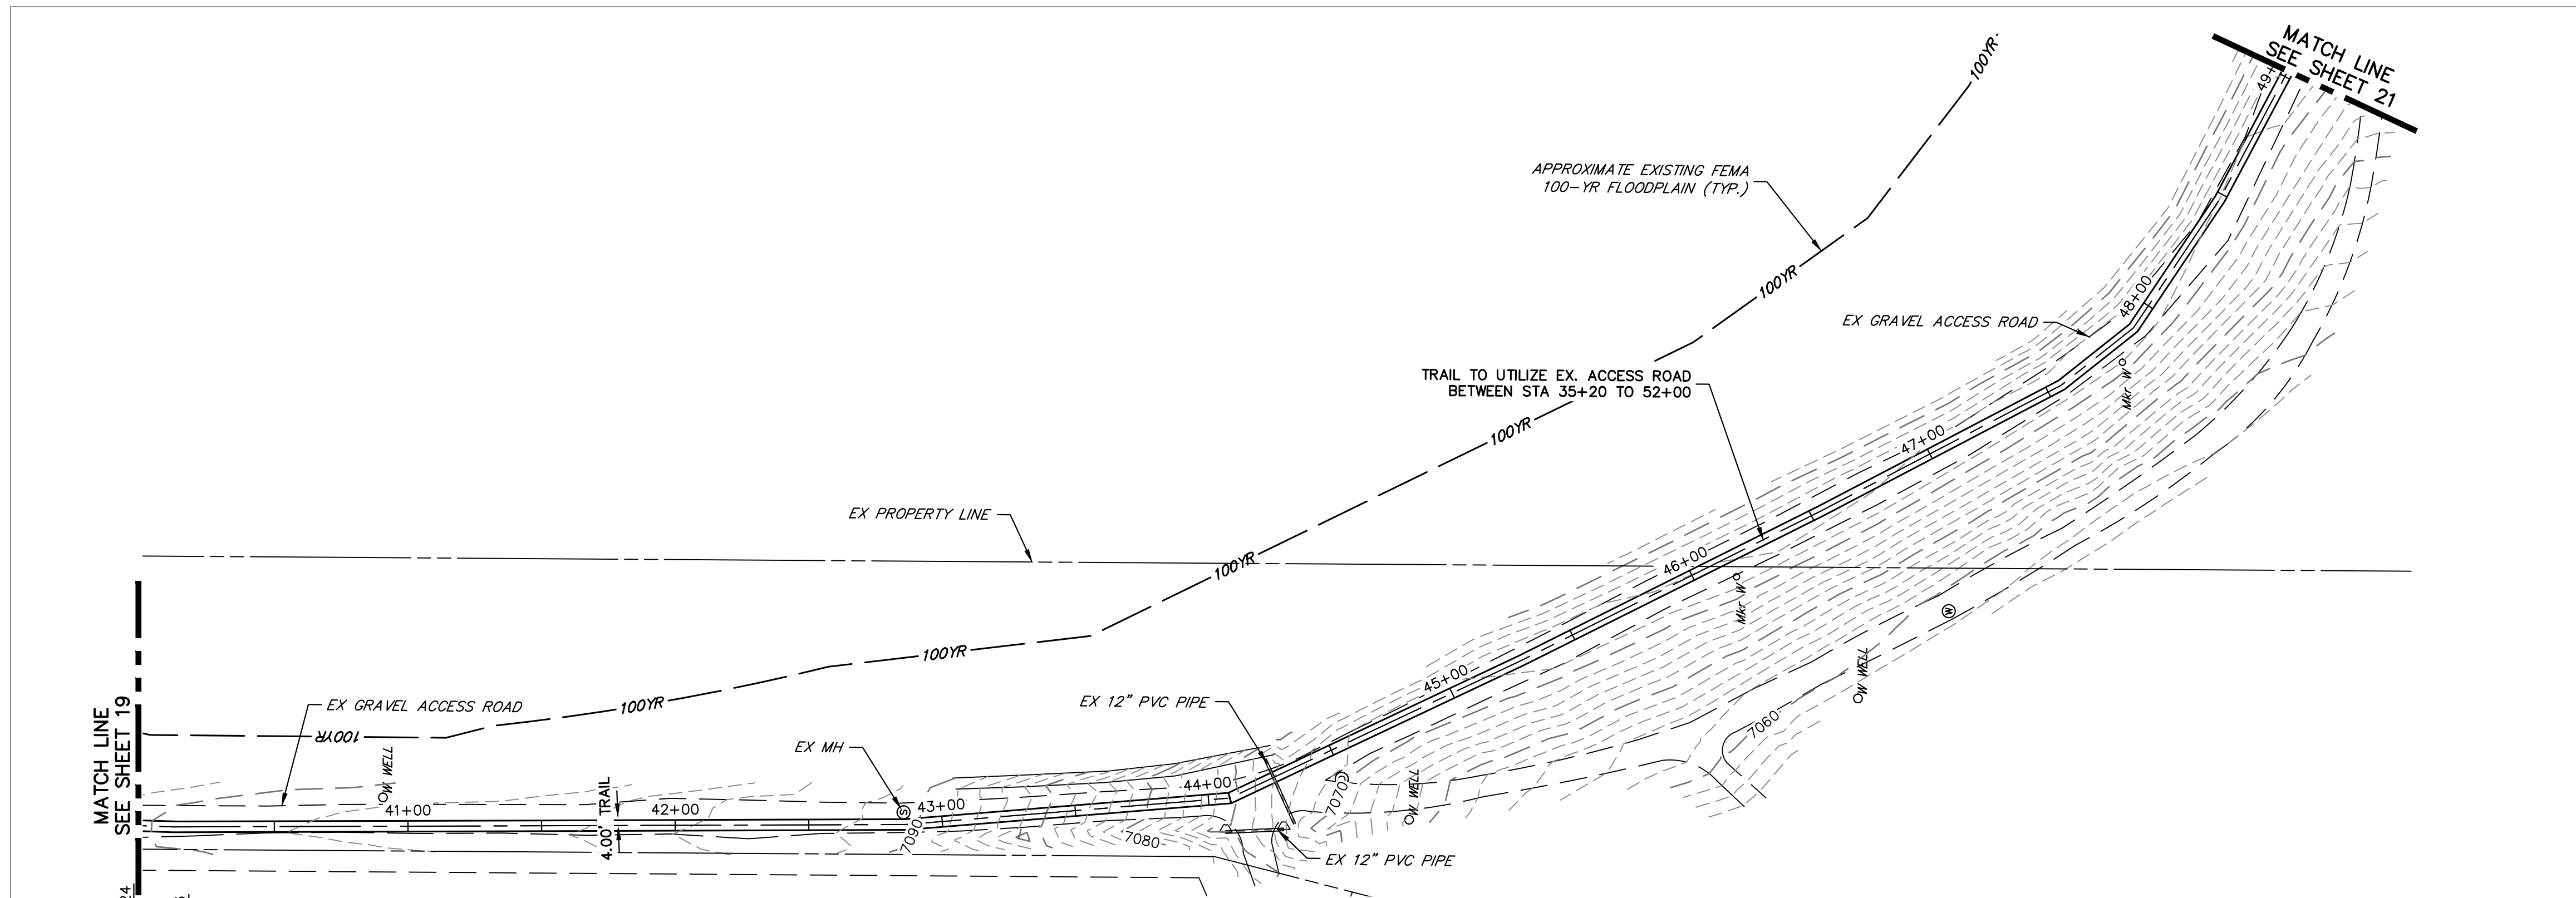 MATCH LINE
SEE SHEET 21
49+
100YR
APPROXIMATE EXISTING FEMA
100-YR FLOODPLAIN (TYP.)
100YR
48+00
EX GRAVEL ACCESS ROAD
Mkr W
TRAIL TO UTILIZE EX. ACCESS ROAD
BETWEEN STA 35+20 TO 52+00
100YR
47+00
EX PROPERTY LINE
100YR
46+00
Mkr W
W
100YR
W WELL
45+00
EX 12" PVC PIPE
7060
MATCH LINE
SEE SHEET 19
EX GRAVEL ACCESS ROAD
100YR
100YR
W WELL
EX MH
S
4.00' TRAIL
41+00
42+00
43+00
44+00
7070
W WELL
7090
7080
EX 12" PVC PIPE
24